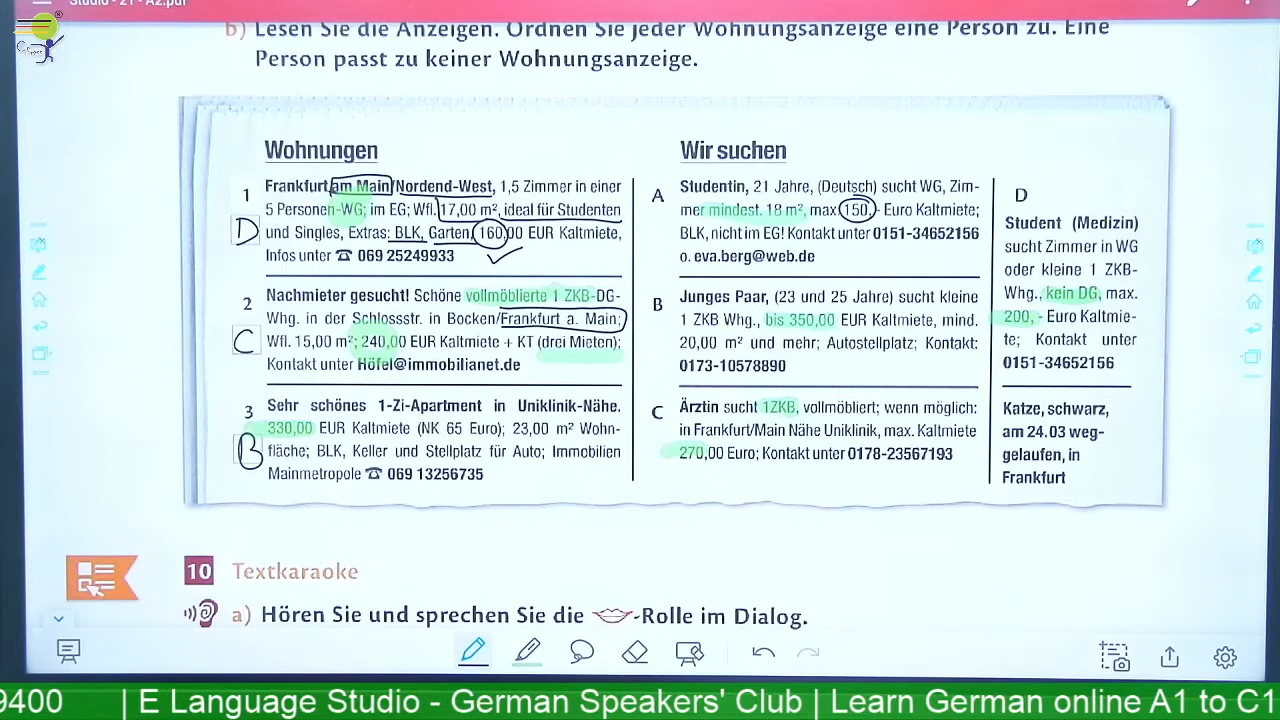 Studio - 21 - A2.pdf
b) Lesen Sie die Anzeigen. Ordnen Sie jeder Wohnungsanzeige eine Person zu. Eine
Person passt zu keiner Wohnungsanzeige.
Wohnungen
1
Frankfurt am Main/Nordend-West, 1,5 Zimmer in einer
5 Personen-WG; im EG; Wfl. 17,00 m², ideal für Studenten
D
und Singles, Extras: BLK, Garten, 160,00 EUR Kaltmiete,
Infos unter ☎ 069 25249933
2
Nachmieter gesucht! Schöne vollmöblierte 1 ZKB-DG-
Whg. in der Schlossstr. in Bocken/Frankfurt a. Main;
C
Wfl. 15,00 m²; 240,00 EUR Kaltmiete + KT (drei Mieten);
Kontakt unter Höfel@immobilianet.de
3
Sehr schönes 1-Zi-Apartment in Uniklinik-Nähe.
330,00 EUR Kaltmiete (NK 65 Euro); 23,00 m² Wohn-
B
fläche; BLK, Keller und Stellplatz für Auto; Immobilien
Mainmetropole ☎ 069 13256735
Wir suchen
A
Studentin, 21 Jahre, (Deutsch) sucht WG, Zim-
mer mindest. 18 m², max. 150,- Euro Kaltmiete;
BLK, nicht im EG! Kontakt unter 0151-34652156
o. eva.berg@web.de
B
Junges Paar, (23 und 25 Jahre) sucht kleine
1 ZKB Whg., bis 350,00 EUR Kaltmiete, mind.
20,00 m² und mehr; Autostellplatz; Kontakt:
0173-10578890
C
Ärztin sucht 1ZKB, vollmöbliert; wenn möglich:
in Frankfurt/Main Nähe Uniklinik, max. Kaltmiete
270,00 Euro; Kontakt unter 0178-23567193
D
Student (Medizin)
sucht Zimmer in WG
oder kleine 1 ZKB-
Whg., kein DG, max.
200,- Euro Kaltmie-
te; Kontakt unter
0151-34652156
Katze, schwarz,
am 24.03 weg-
gelaufen, in
Frankfurt
10 Textkaraoke
a) Hören Sie und sprechen Sie die -Rolle im Dialog.
9400 | E Language Studio - German Speakers' Club | Learn German online A1 to C1